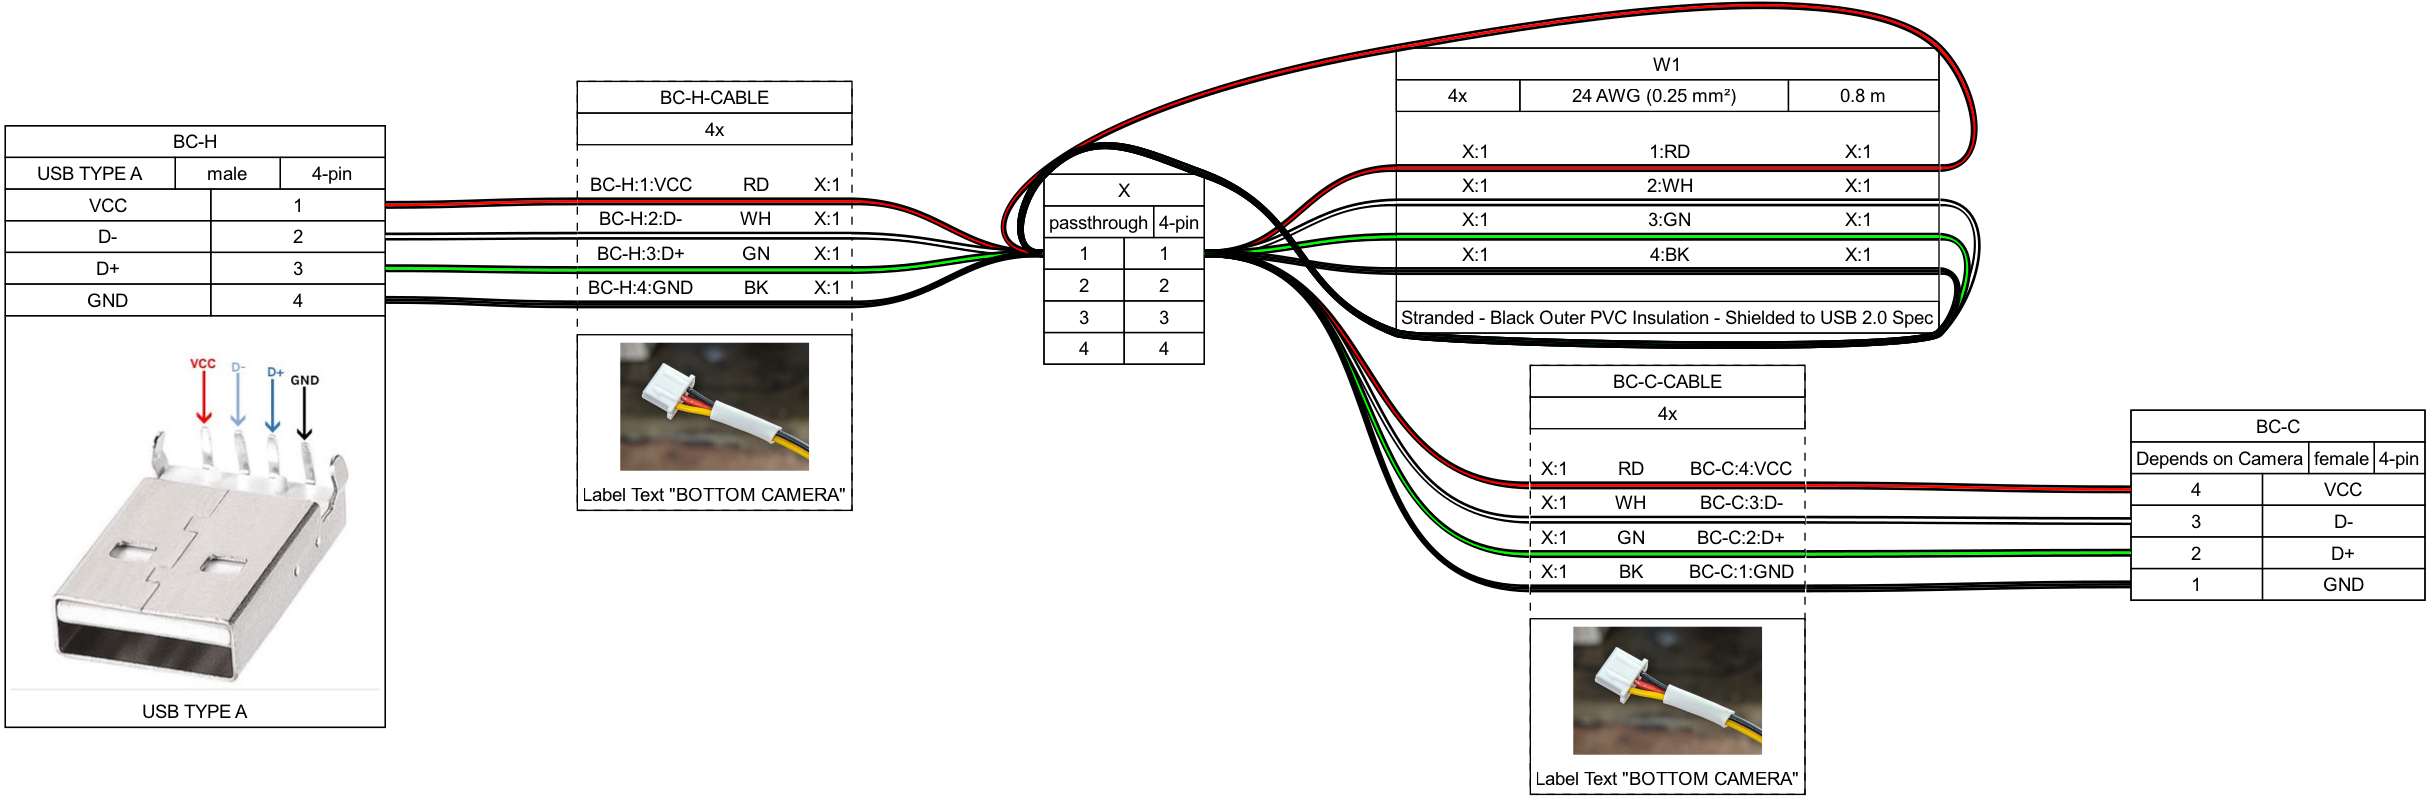 BC-H
USB TYPE A male 4-pin
VCC 1
D- 2
D+ 3
GND 4
VCC D- D+ GND
USB TYPE A
BC-H-CABLE
4x
BC-H:1:VCC RD X:1
BC-H:2:D- WH X:1
BC-H:3:D+ GN X:1
BC-H:4:GND BK X:1
Label Text "BOTTOM CAMERA"
X
passthrough 4-pin
1 1
2 2
3 3
4 4
W1
4x 24 AWG (0.25 mm²) 0.8 m
X:1 1:RD X:1
X:1 2:WH X:1
X:1 3:GN X:1
X:1 4:BK X:1
Stranded - Black Outer PVC Insulation - Shielded to USB 2.0 Spec
BC-C-CABLE
4x
X:1 RD BC-C:4:VCC
X:1 WH BC-C:3:D-
X:1 GN BC-C:2:D+
X:1 BK BC-C:1:GND
Label Text "BOTTOM CAMERA"
BC-C
Depends on Camera female 4-pin
4 VCC
3 D-
2 D+
1 GND